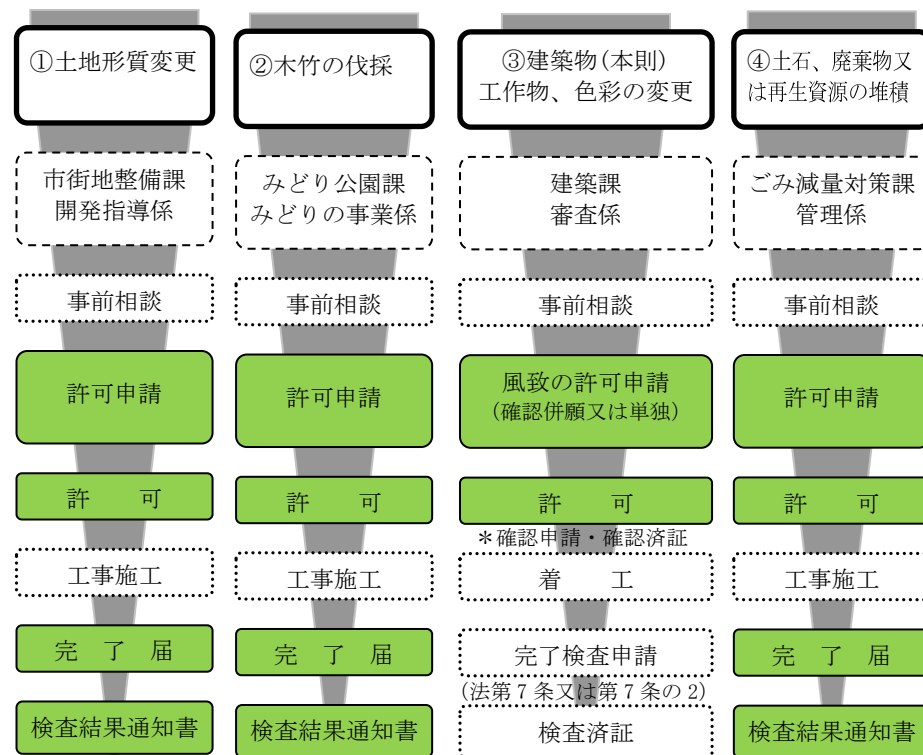 ①土地形質変更
②木竹の伐採
③建築物(本則)
工作物、色彩の変更
④土石、廃棄物又
は再生資源の堆積
市街地整備課
開発指導係
みどり公園課
みどりの事業係
建築課
審査係
ごみ減量対策課
管理係
事前相談
事前相談
事前相談
事前相談
許可申請
許可申請
風致の許可申請
(確認併願又は単独)
許可申請
許　　可
許　　可
許　　可
許　　可
＊確認申請・確認済証
工事施工
工事施工
着　　工
工事施工
完　了　届
完　了　届
完了検査申請
完　了　届
(法第７条又は第７条の２)
検査結果通知書
検査結果通知書
検査済証
検査結果通知書